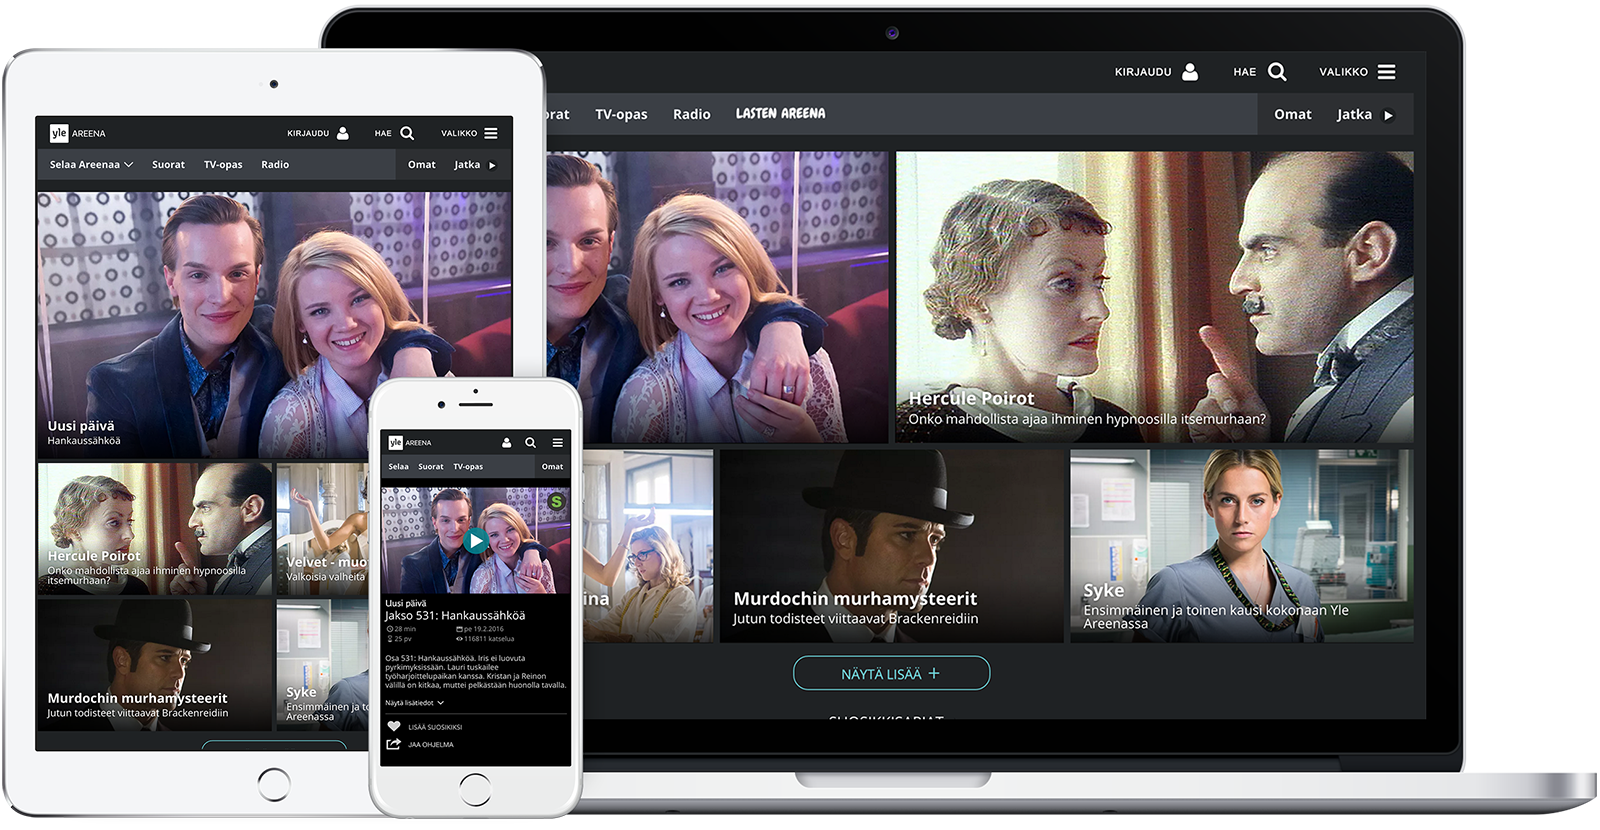 yle AREENA
KIRJAUDU
HAE
VALIKKO
Selaa Areenaa
Suorat
TV-opas
Radio
Omat
Jatka
Uusi päivä
Hankaussähköä
Hercule Poirot
Onko mahdollista ajaa ihminen hypnoosilla
itsemurhaan?
Velvet - muo
Valkoisia valheita
Murdochin murhamysteerit
Jutun todisteet viittaavat Brackenreidiin
Syke
Ensimmäinen ja to
Areenassa
yle AREENA
Selaa
Suorat
TV-opas
Omat
S
Uusi päivä
Jakso 531: Hankaussähköä
28 min
pe 19.2.2016
25 pv
116811 katselua
Osa 531: Hankaussähköä. Iris ei luovuta
pyrkimyksissään. Lauri tuskailee
työharjoittelupaikan kanssa. Kristan ja Reinon
välillä on kitkaa, muttei pelkästään huonolla tavalla.
Näytä lisätiedot
LISÄÄ SUOSIKIKSI
JAA OHJELMA
KIRJAUDU
HAE
VALIKKO
orat
TV-opas
Radio
LASTEN AREENA
Omat
Jatka
Hercule Poirot
Onko mahdollista ajaa ihminen hypnoosilla itsemurhaan?
ina
Murdochin murhamysteerit
Jutun todisteet viittaavat Brackenreidiin
Syke
Ensimmäinen ja toinen kausi kokonaan Yle
Areenassa
NÄYTÄ LISÄÄ +
SUOSIKKISARJAT